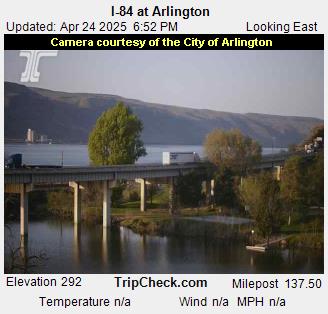 I-84 at Arlington
Updated: Apr 24 2025 6:52 PM Looking East
Camera courtesy of the City of Arlington
Elevation 292 TripCheck.com Milepost 137.50
Temperature n/a Wind n/a MPH n/a